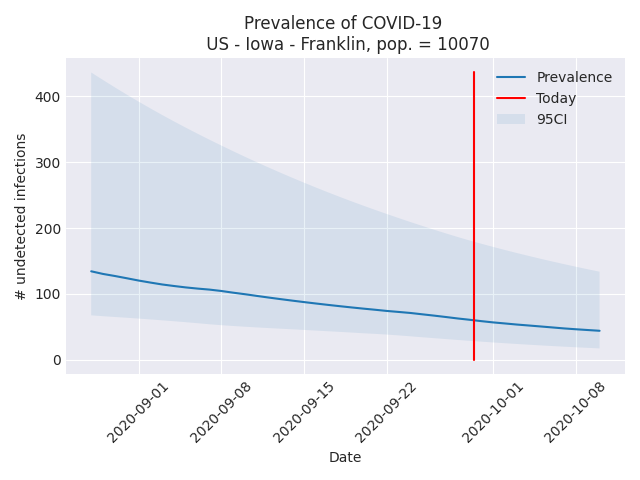 Prevalence of COVID-19
US - Iowa - Franklin, pop. = 10070
Prevalence
Today
95CI
# undetected infections
400
300
200
100
0
2020-09-01
2020-09-08
2020-09-15
2020-09-22
2020-10-01
2020-10-08
Date